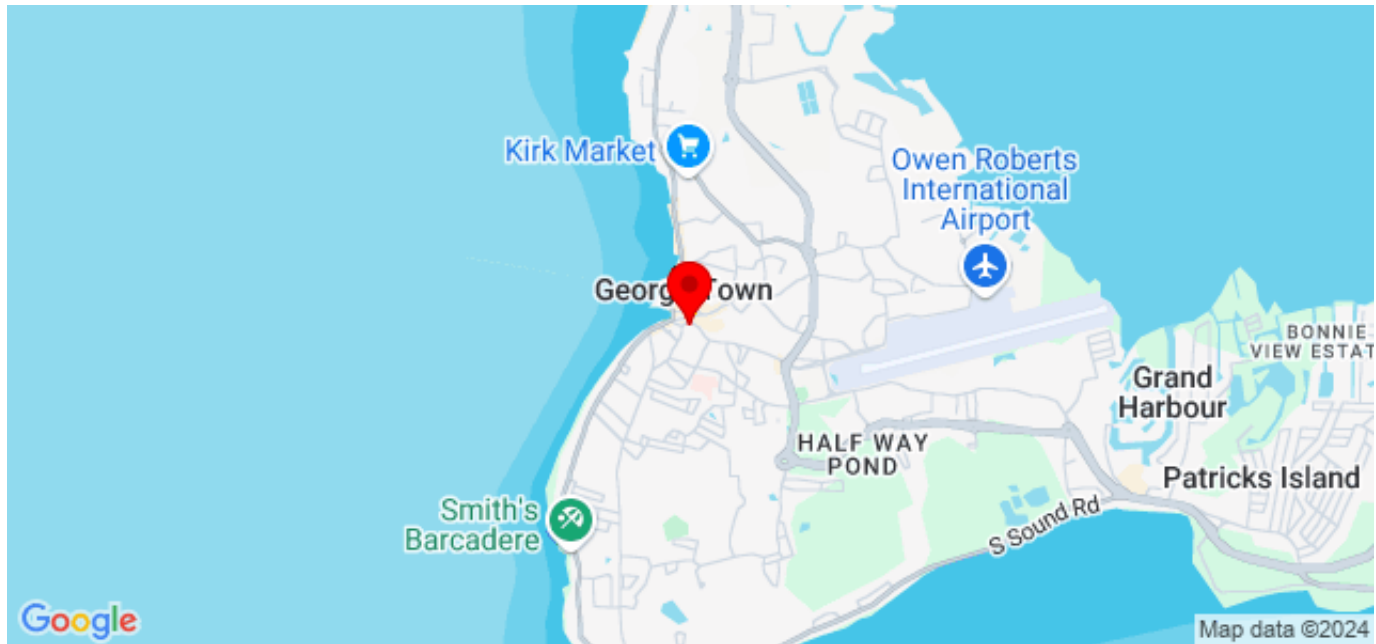 Kirk Market
Owen Roberts
International
Airport
George Town
BONNIE
VIEW ESTAT
Grand
Harbour
HALF WAY
POND
Patricks Island
Smith's
Barcadere
S Sound Rd
Google
Map data ©2024